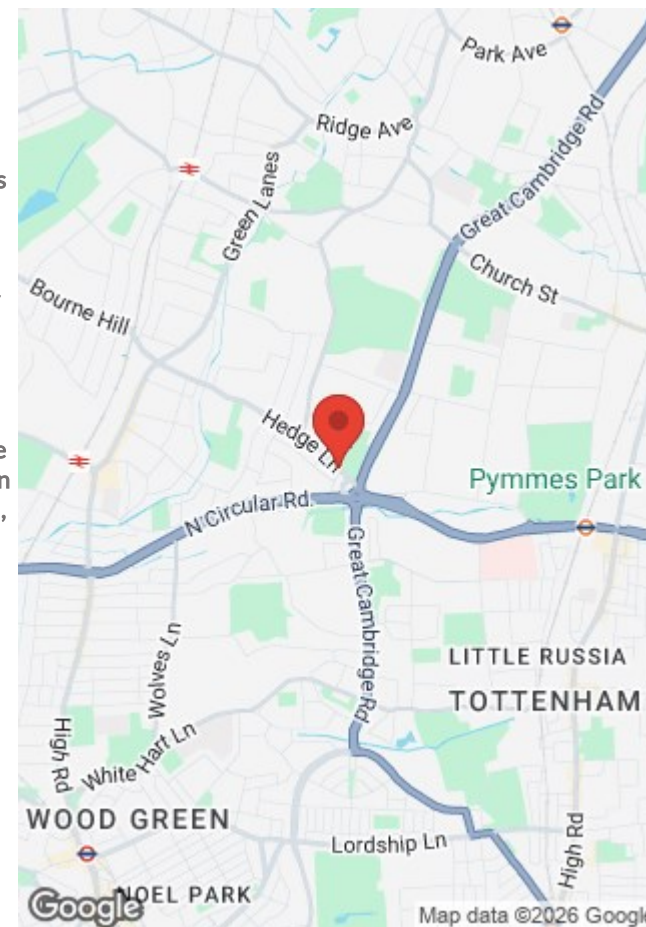 Park Ave
Ridge Ave
Great Cambridge Rd
Green Lanes
Church St
Bourne Hill
Hedge Ln
Pymmes Park
N Circular Rd
Great Cambridge Rd
Wolves Ln
LITTLE RUSSIA
TOTTENHAM
High Rd
White Hart Ln
WOOD GREEN
Lordship Ln
High Rd
NOEL PARK
Google
Map data ©2026 Google